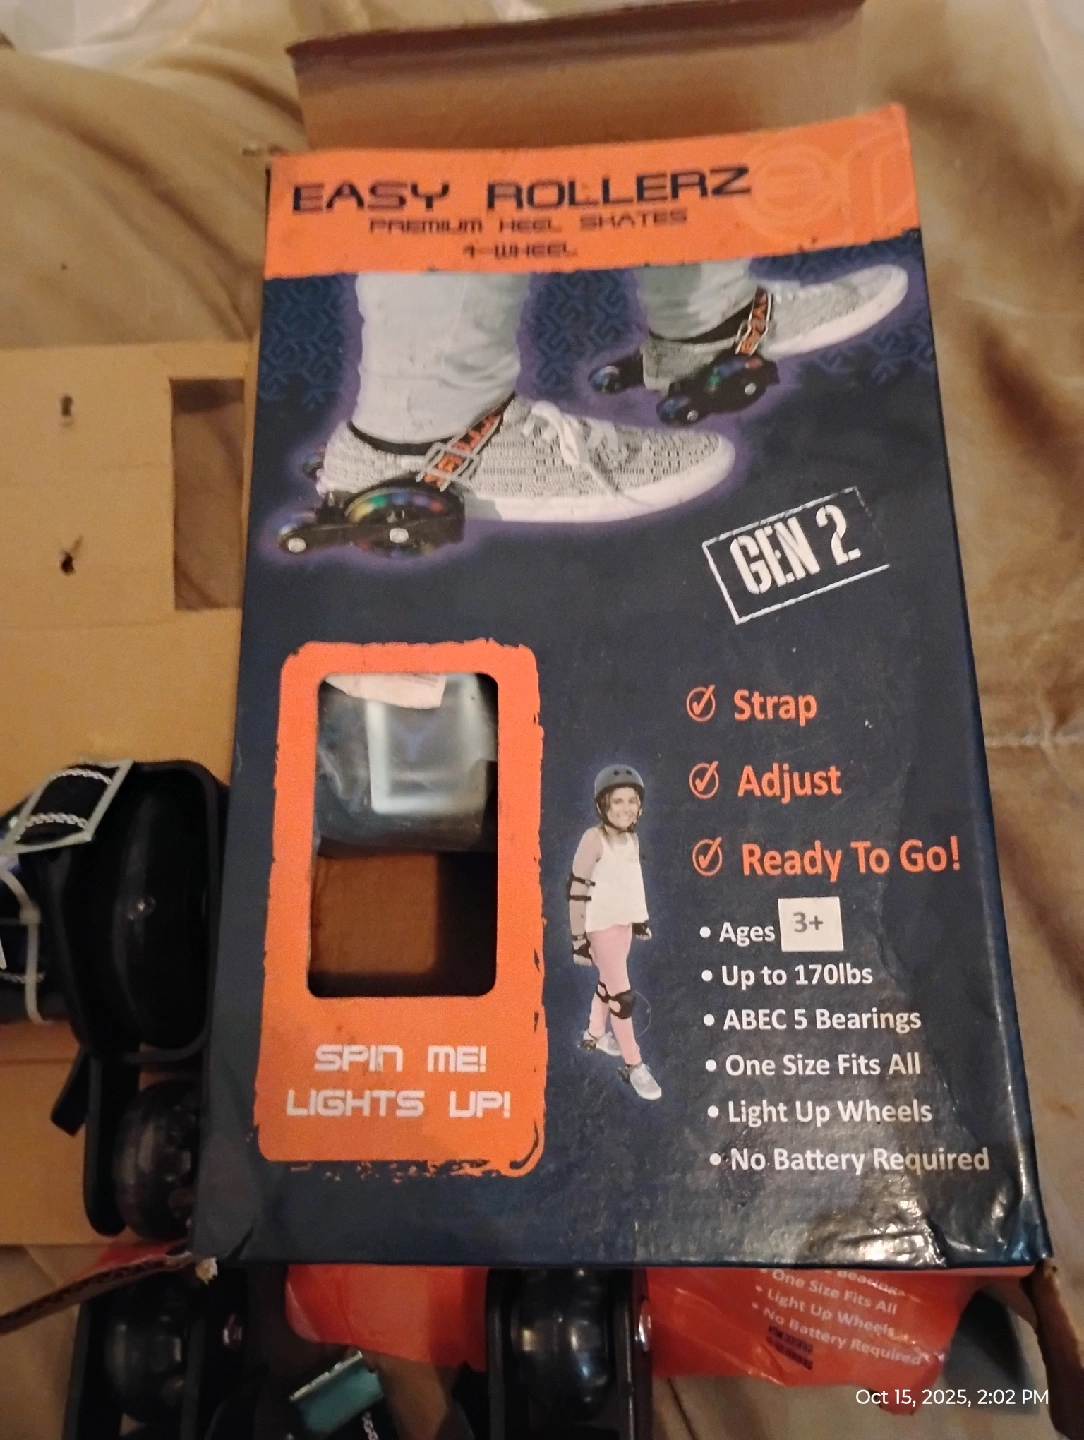 EASY ROLLERZ
PREMIUM HEEL SKATES
4-WHEEL
GEN 2
Strap
Adjust
Ready To Go!
• Ages 3+
• Up to 170lbs
• ABEC 5 Bearings
• One Size Fits All
• Light Up Wheels
• No Battery Required
SPIN ME!
LIGHTS UP!
• One Size Fits All
• Light Up Wheels
• No Battery Required
Oct 15, 2025, 2:02 PM